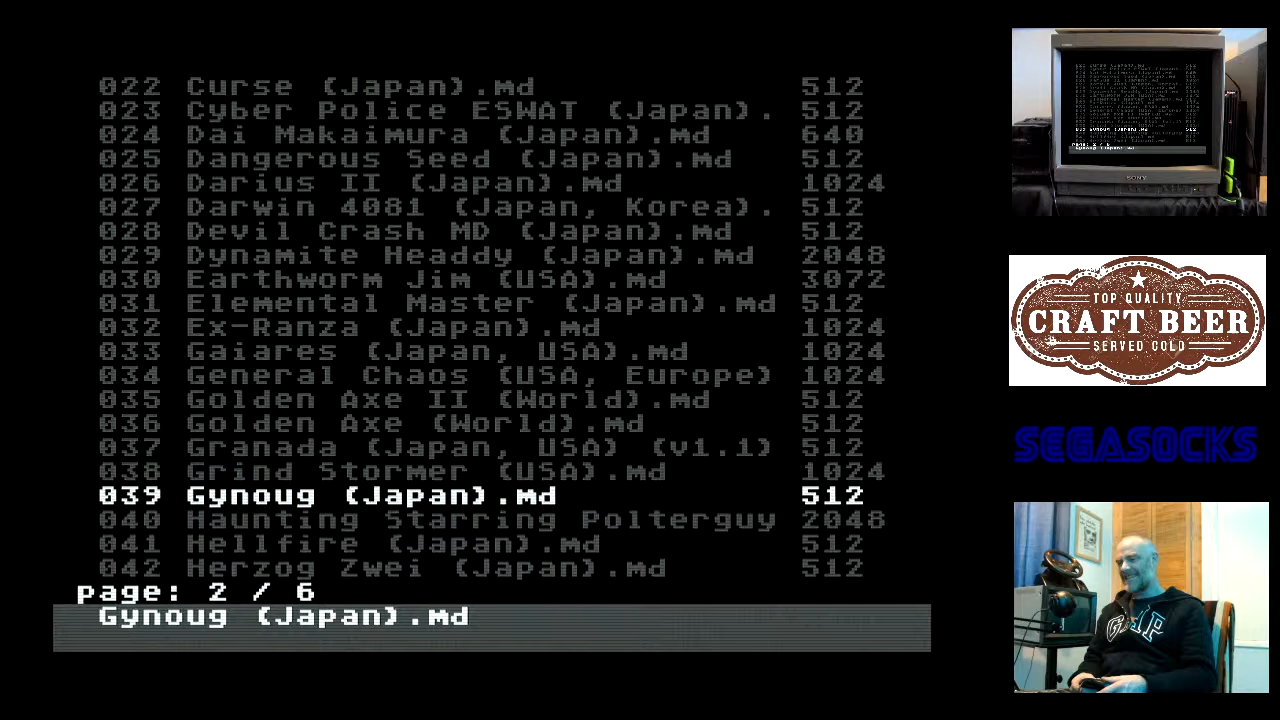 022 Curse (Japan).md 512
023 Cyber Police ESWAT (Japan). 512
024 Dai Makaimura (Japan).md 640
025 Dangerous Seed (Japan).md 512
026 Darius II (Japan).md 1024
027 Darwin 4081 (Japan, Korea). 512
028 Devil Crash MD (Japan).md 512
029 Dynamite Headdy (Japan).md 2048
030 Earthworm Jim (USA).md 3072
031 Elemental Master (Japan).md 512
032 Ex-Ranza (Japan).md 1024
033 Gaiares (Japan, USA).md 1024
034 General Chaos (USA, Europe) 1024
035 Golden Axe II (World).md 512
036 Golden Axe (World).md 512
037 Granada (Japan, USA) (v1.1) 512
038 Grind Stormer (USA).md 1024
039 Gynoug (Japan).md 512
040 Haunting Starring Polterguy 2048
041 Hellfire (Japan).md 512
042 Herzog Zwei (Japan).md 512
page: 2 / 6
Gynoug (Japan).md
SONY
TOP QUALITY
CRAFT BEER
SERVED COLD
SEGASOCKS
GAP